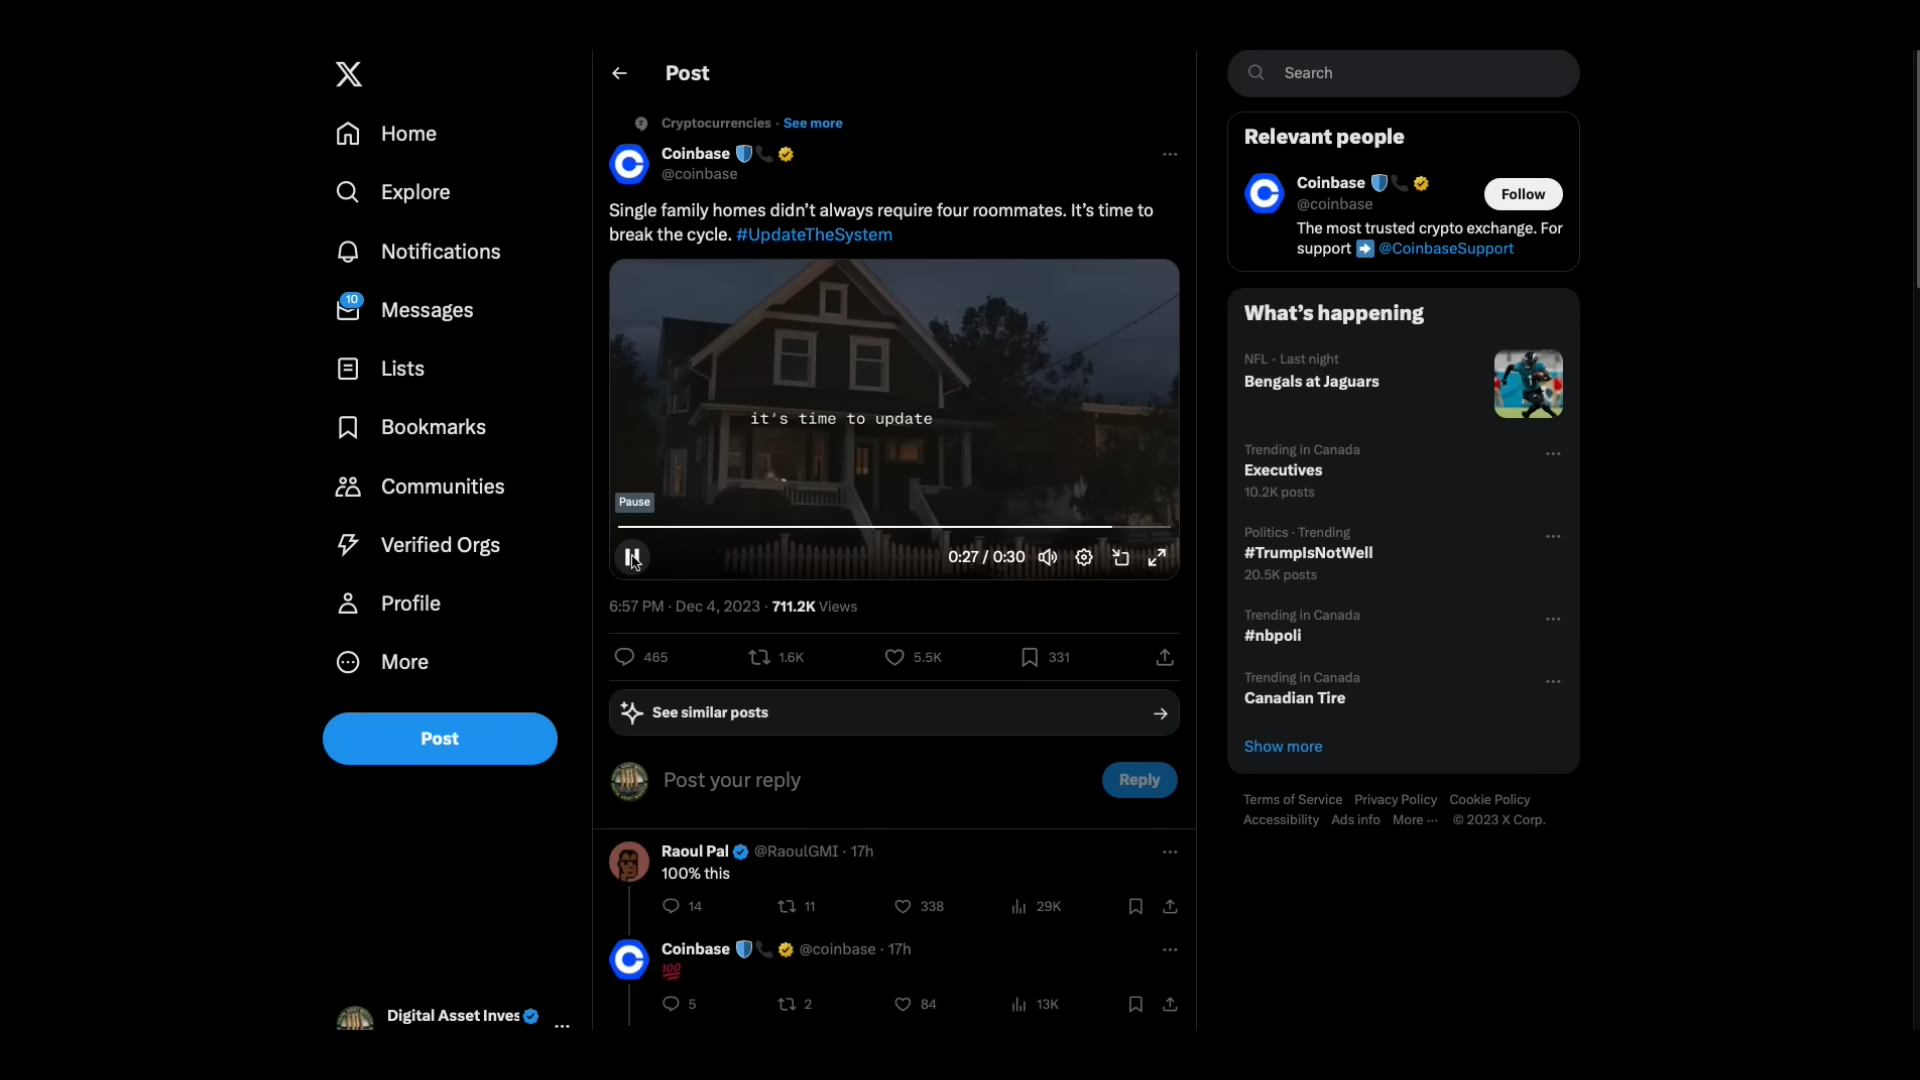 Home
Explore
Notifications
10
Messages
Lists
Bookmarks
Communities
Verified Orgs
Profile
More
Post
Digital Asset Inves
Post
Cryptocurrencies · See more
Coinbase
@coinbase
Single family homes didn't always require four roommates. It's time to
break the cycle. #UpdateTheSystem
it's time to update
Pause
0:27 / 0:30
6:57 PM · Dec 4, 2023 · 711.2K Views
465 1.6K 5.5K 331
See similar posts
Post your reply
Reply
Raoul Pal @RaoulGMI · 17h
100% this
14 11 338 29K
Coinbase @coinbase · 17h
💯
5 2 84 13K
Search
Relevant people
Coinbase
@coinbase
Follow
The most trusted crypto exchange. For
support ➡️ @CoinbaseSupport
What's happening
NFL · Last night
Bengals at Jaguars
Trending in Canada
Executives
10.2K posts
Politics · Trending
#TrumpIsNotWell
20.5K posts
Trending in Canada
#nbpoli
Trending in Canada
Canadian Tire
Show more
Terms of Service Privacy Policy Cookie Policy
Accessibility Ads info More ··· © 2023 X Corp.